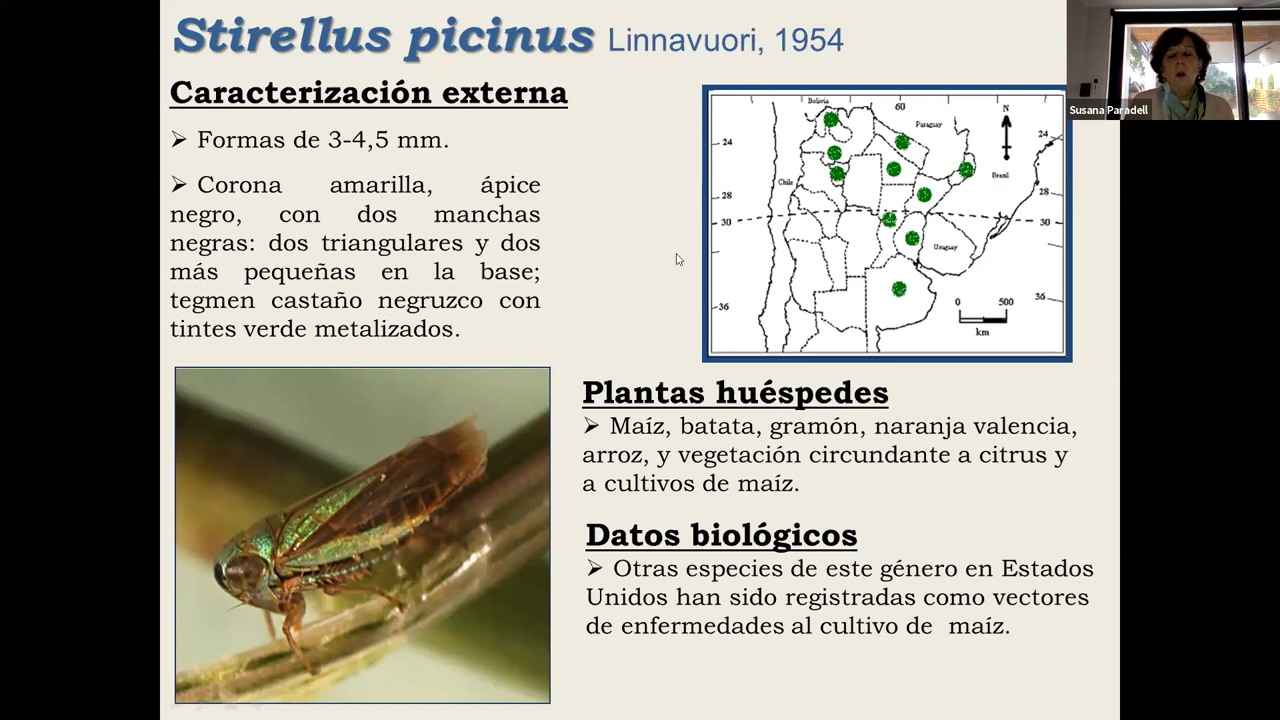 Stirellus picinus Linnavuori, 1954
Caracterización externa
➢ Formas de 3-4,5 mm.
➢ Corona amarilla, ápice
negro, con dos manchas
negras: dos triangulares y dos
más pequeñas en la base;
tegmen castaño negruzco con
tintes verde metalizados.
Bolivia
60
N
Paraguay
24
24
Brasil
Chile
28
28
30
30
Uruguay
36
36
0 500
km
Susana Paradell
Plantas huéspedes
➢ Maíz, batata, gramón, naranja valencia,
arroz, y vegetación circundante a citrus y
a cultivos de maíz.
Datos biológicos
➢ Otras especies de este género en Estados
Unidos han sido registradas como vectores
de enfermedades al cultivo de maíz.